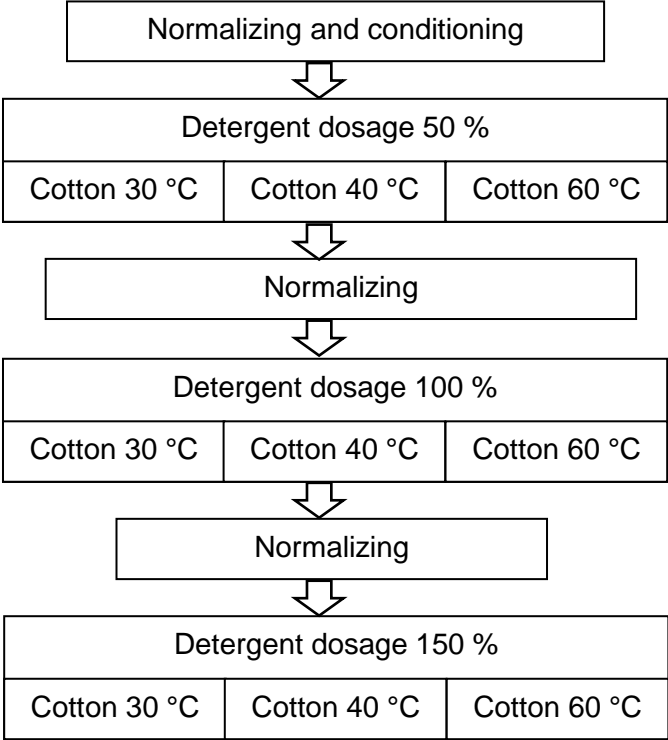 Normalizing and conditioning
Detergent dosage 50 %
Cotton 30 °C Cotton 40 °C Cotton 60 °C
Normalizing
Detergent dosage 100 %
Cotton 30 °C Cotton 40 °C Cotton 60 °C
Normalizing
Detergent dosage 150 %
Cotton 30 °C Cotton 40 °C Cotton 60 °C